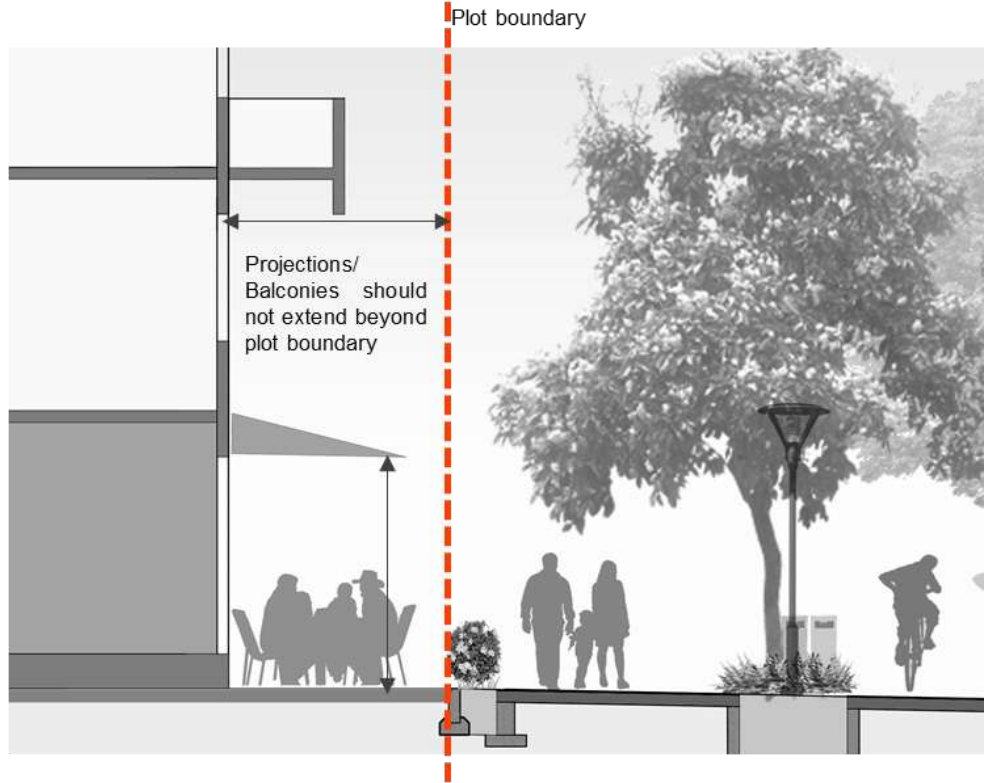 Plot boundary
Projections/
Balconies should
not extend beyond
plot boundary